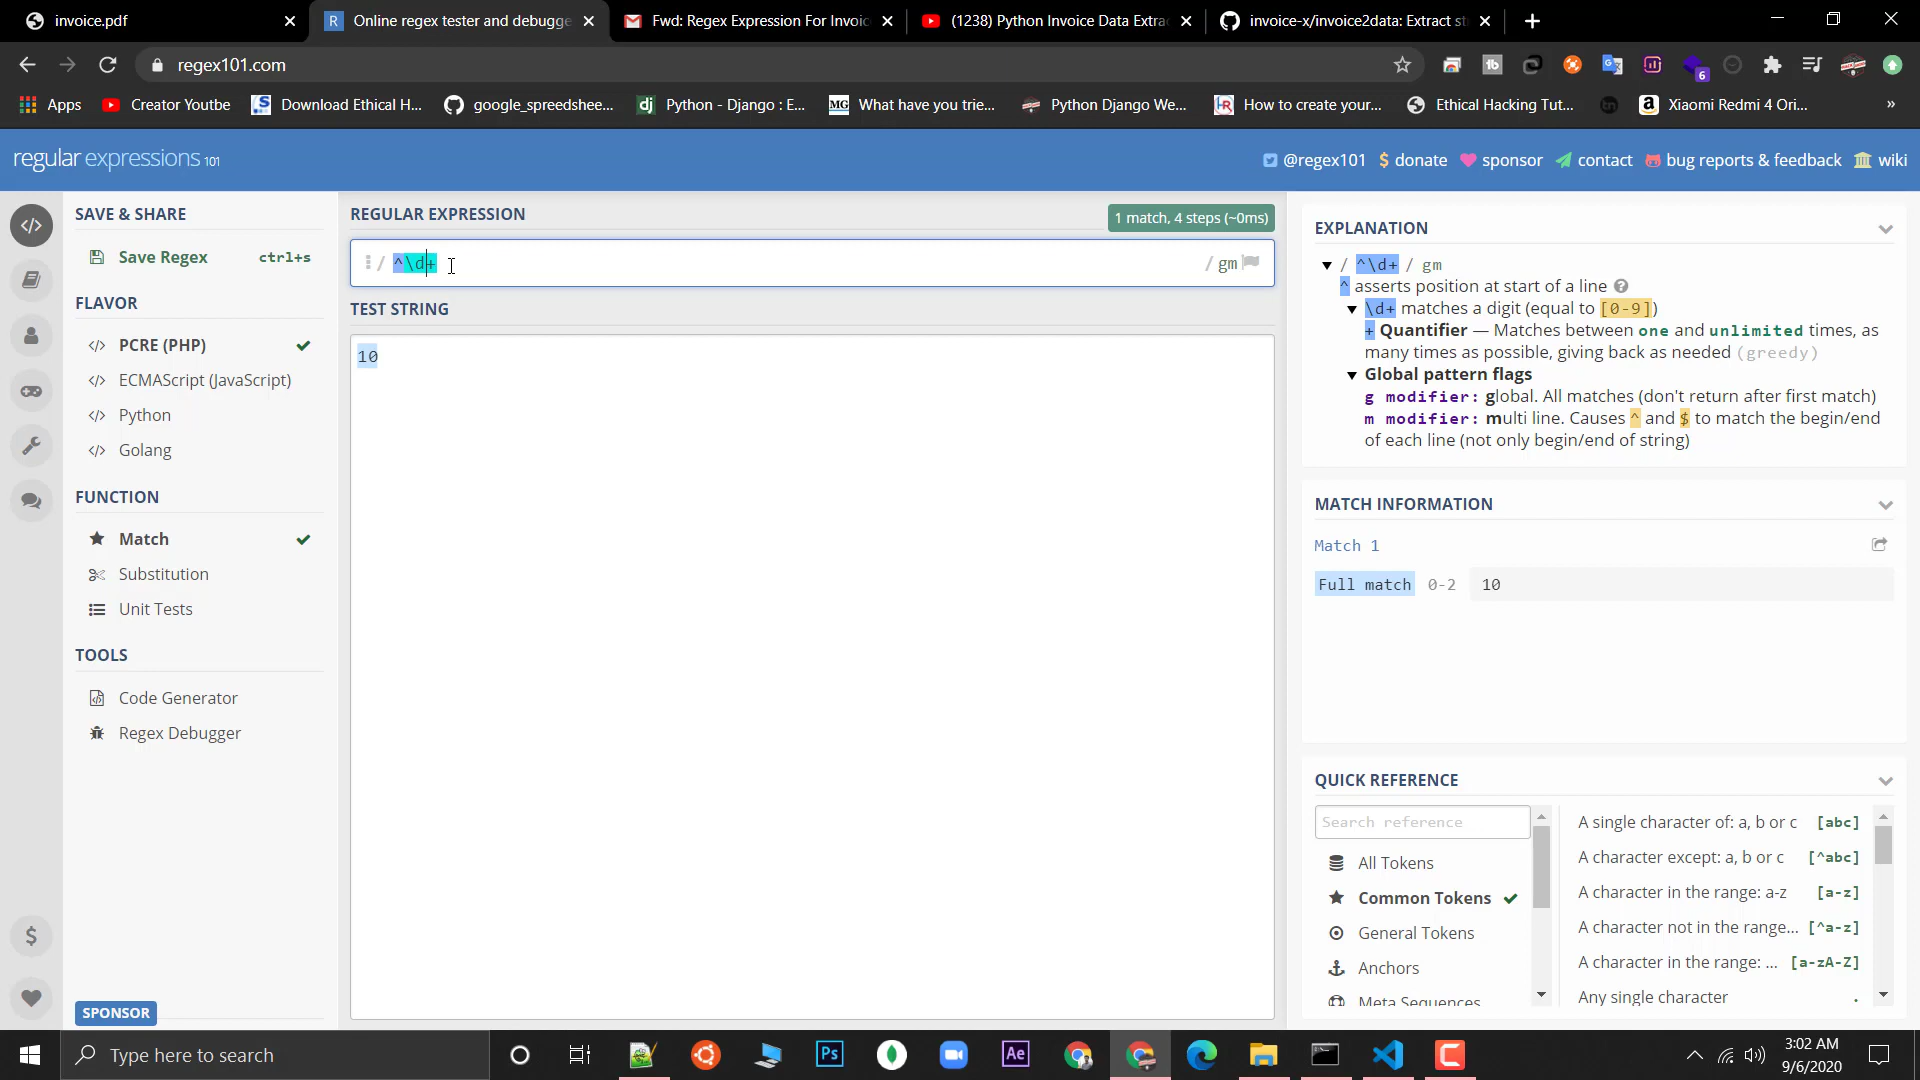 invoice.pdf
Online regex tester and debugge
Fwd: Regex Expression For Invoic
(1238) Python Invoice Data Extra
invoice-x/invoice2data: Extract st
regex101.com
6
Apps
Creator Youtbe
Download Ethical H...
google_spreedshee...
Python - Django : E...
What have you trie...
Python Django We...
How to create your...
Ethical Hacking Tut...
Xiaomi Redmi 4 Ori...
»
regular expressions 101
@regex101
$ donate
sponsor
contact
bug reports & feedback
wiki
SAVE & SHARE
Save Regex ctrl+s
FLAVOR
</> PCRE (PHP)
</> ECMAScript (JavaScript)
</> Python
</> Golang
FUNCTION
Match
Substitution
Unit Tests
TOOLS
Code Generator
Regex Debugger
SPONSOR
REGULAR EXPRESSION
1 match, 4 steps (~0ms)
/ ^\d+ / gm
TEST STRING
10
EXPLANATION
/ ^\d+ / gm
^ asserts position at start of a line
\d+ matches a digit (equal to [0-9])
+ Quantifier — Matches between one and unlimited times, as
many times as possible, giving back as needed (greedy)
Global pattern flags
g modifier: global. All matches (don't return after first match)
m modifier: multi line. Causes ^ and $ to match the begin/end
of each line (not only begin/end of string)
MATCH INFORMATION
Match 1
Full match 0-2 10
QUICK REFERENCE
Search reference
All Tokens
Common Tokens
General Tokens
Anchors
Meta Sequences
A single character of: a, b or c [abc]
A character except: a, b or c [^abc]
A character in the range: a-z [a-z]
A character not in the range... [^a-z]
A character in the range: ... [a-zA-Z]
Any single character .
Type here to search
Ps
Ae
3:02 AM
9/6/2020